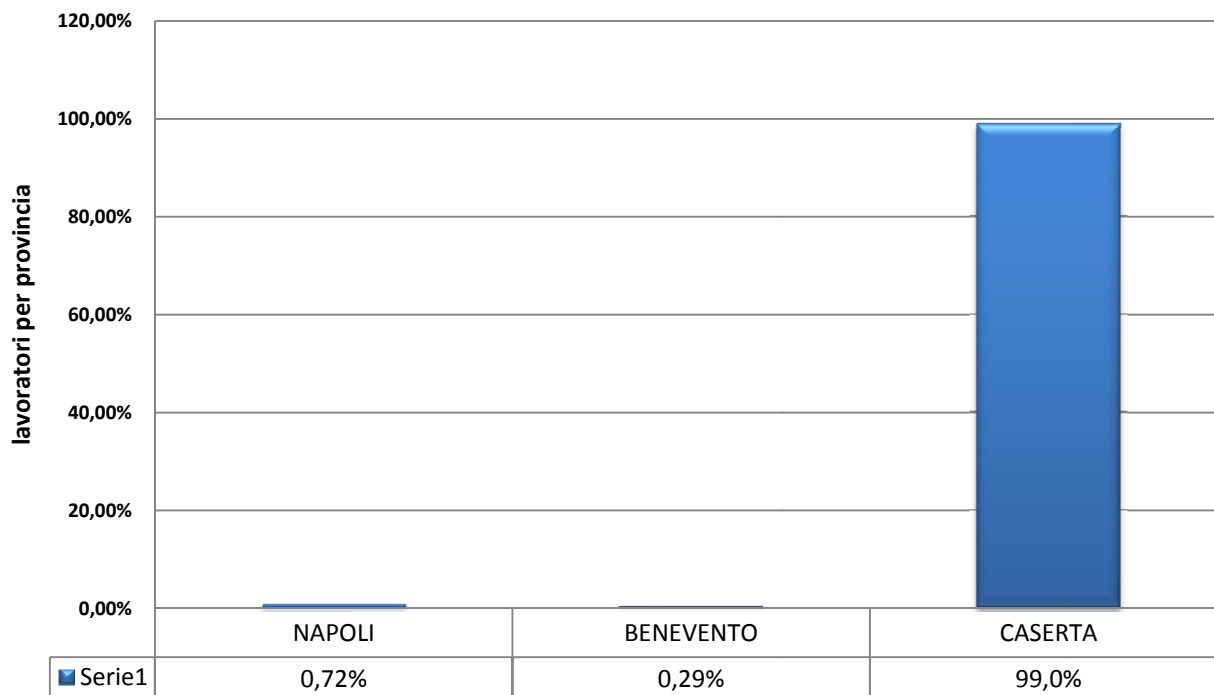 120,00%
100,00%
80,00%
60,00%
40,00%
20,00%
0,00%
lavoratori per provincia
NAPOLI BENEVENTO CASERTA
Serie1 0,72% 0,29% 99,0%